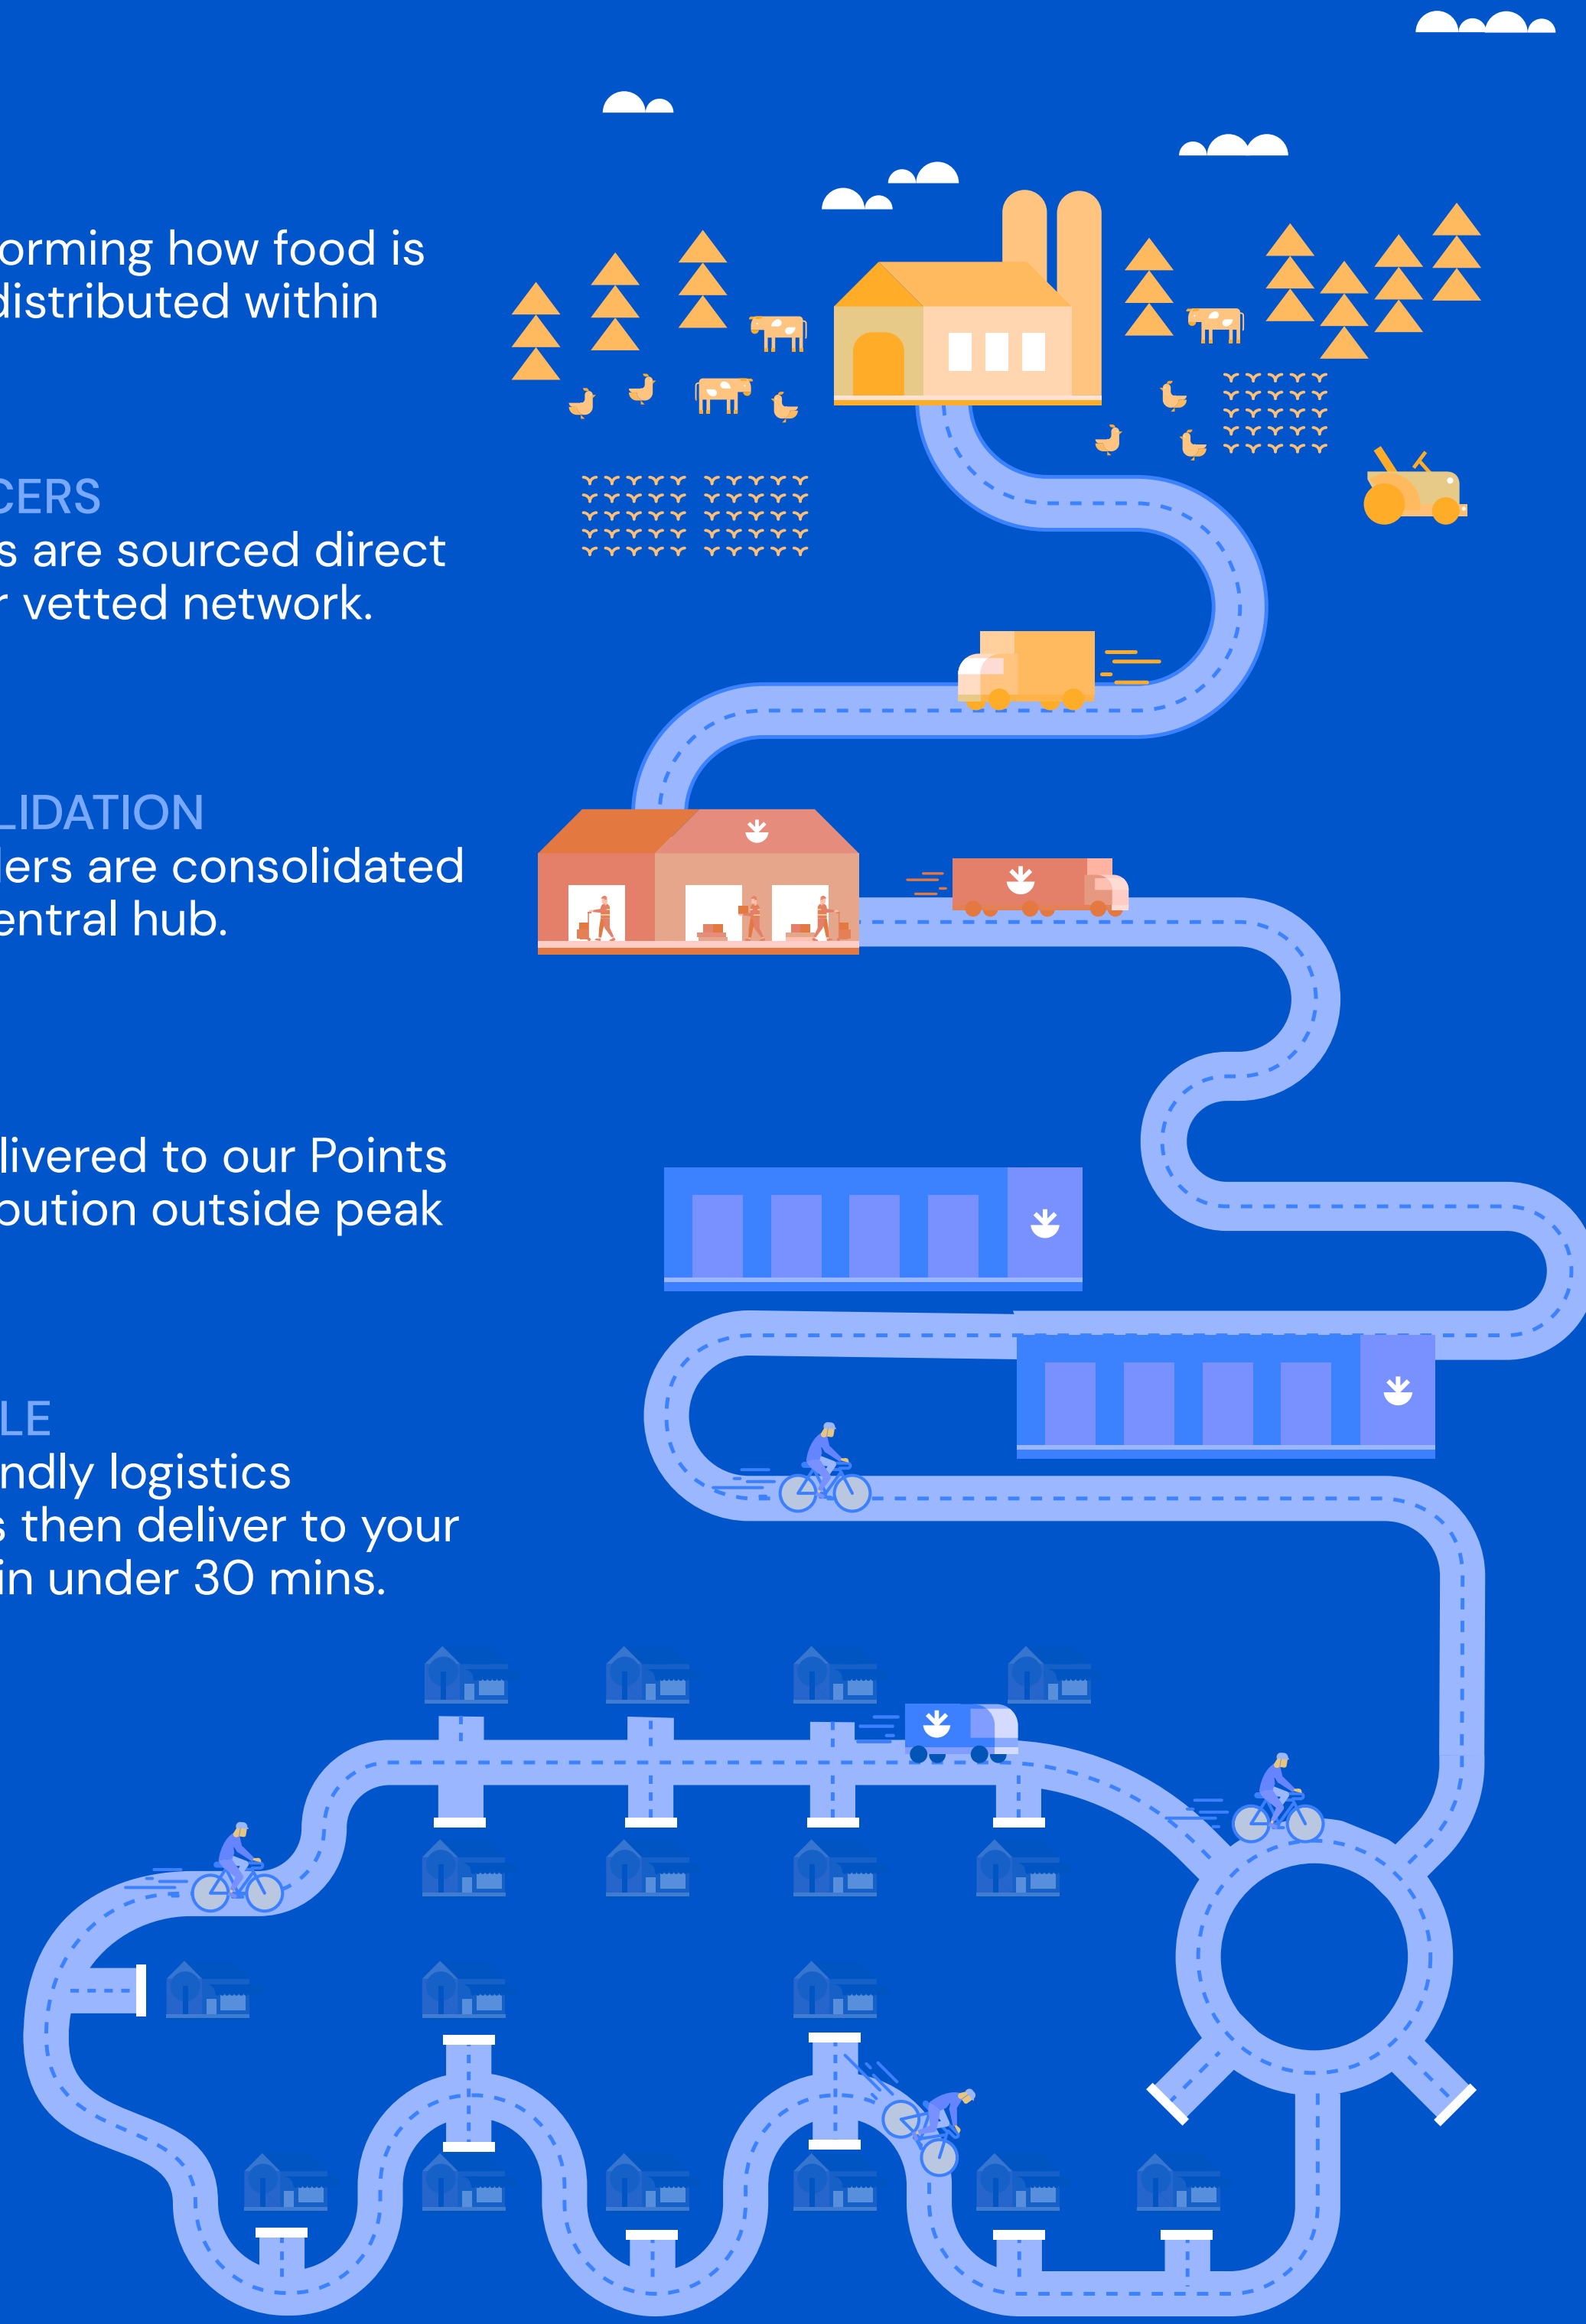 orming how food is
distributed within
CERS
s are sourced direct
r vetted network.
LIDATION
ders are consolidated
entral hub.
livered to our Points
bution outside peak
LE
ndly logistics
s then deliver to your
in under 30 mins.